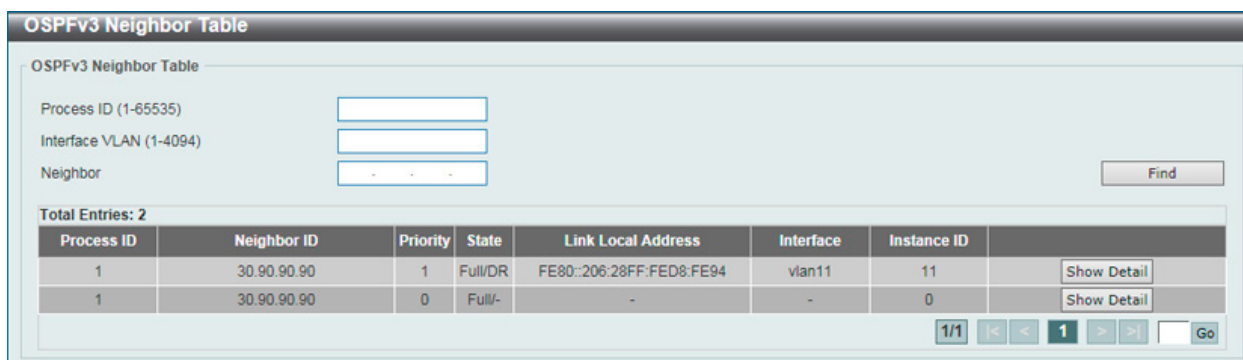 OSPFv3 Neighbor Table
OSPFv3 Neighbor Table
Process ID (1-65535)
Interface VLAN (1-4094)
Neighbor . . . Find
Total Entries: 2
Process ID Neighbor ID Priority State Link Local Address Interface Instance ID
1 30.90.90.90 1 Full/DR FE80::206:28FF:FED8:FE94 vlan11 11 Show Detail
1 30.90.90.90 0 Full/- - - 0 Show Detail
1/1 |< < 1 > >| Go